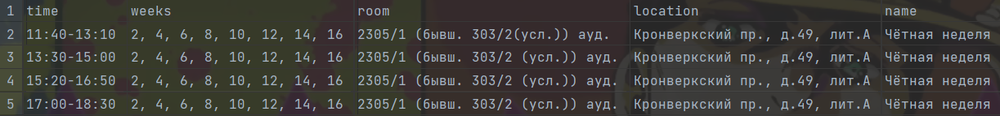 1 time weeks room location name
2 11:40-13:10 2, 4, 6, 8, 10, 12, 14, 16 2305/1 (бывш. 303/2(усл.)) ауд. Кронверкский пр., д.49, лит.А Чётная неделя
3 13:30-15:00 2, 4, 6, 8, 10, 12, 14, 16 2305/1 (бывш. 303/2 (усл.)) ауд. Кронверкский пр., д.49, лит.А Чётная неделя
4 15:20-16:50 2, 4, 6, 8, 10, 12, 14, 16 2305/1 (бывш. 303/2 (усл.)) ауд. Кронверкский пр., д.49, лит.А Чётная неделя
5 17:00-18:30 2, 4, 6, 8, 10, 12, 14, 16 2305/1 (бывш. 303/2 (усл.)) ауд. Кронверкский пр., д.49, лит.А Чётная неделя